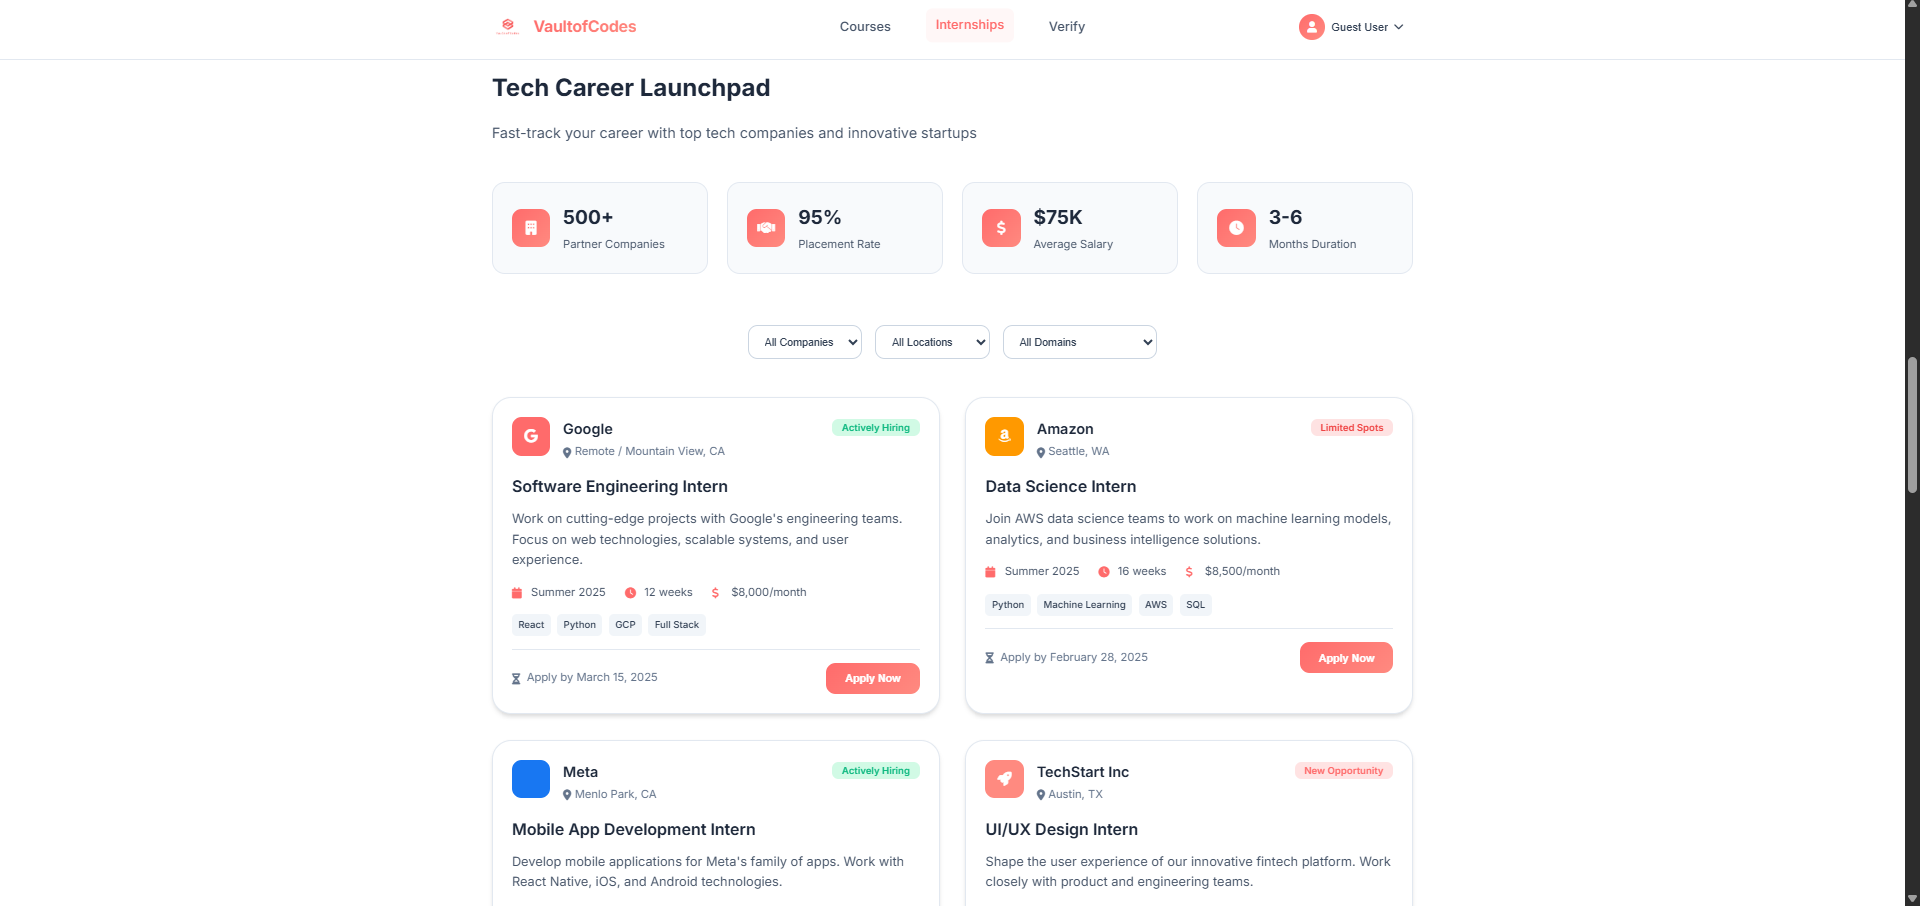 VaultofCodes
Courses
Internships
Verify
Guest User
Tech Career Launchpad
Fast-track your career with top tech companies and innovative startups
500+
Partner Companies
95%
Placement Rate
$75K
Average Salary
3-6
Months Duration
All Companies
All Locations
All Domains
Google
Actively Hiring
Remote / Mountain View, CA
Software Engineering Intern
Work on cutting-edge projects with Google's engineering teams.
Focus on web technologies, scalable systems, and user
experience.
Summer 2025
12 weeks
$8,000/month
React
Python
GCP
Full Stack
Apply by March 15, 2025
Apply Now
Amazon
Limited Spots
Seattle, WA
Data Science Intern
Join AWS data science teams to work on machine learning models,
analytics, and business intelligence solutions.
Summer 2025
16 weeks
$8,500/month
Python
Machine Learning
AWS
SQL
Apply by February 28, 2025
Apply Now
Meta
Actively Hiring
Menlo Park, CA
Mobile App Development Intern
Develop mobile applications for Meta's family of apps. Work with
React Native, iOS, and Android technologies.
TechStart Inc
New Opportunity
Austin, TX
UI/UX Design Intern
Shape the user experience of our innovative fintech platform. Work
closely with product and engineering teams.